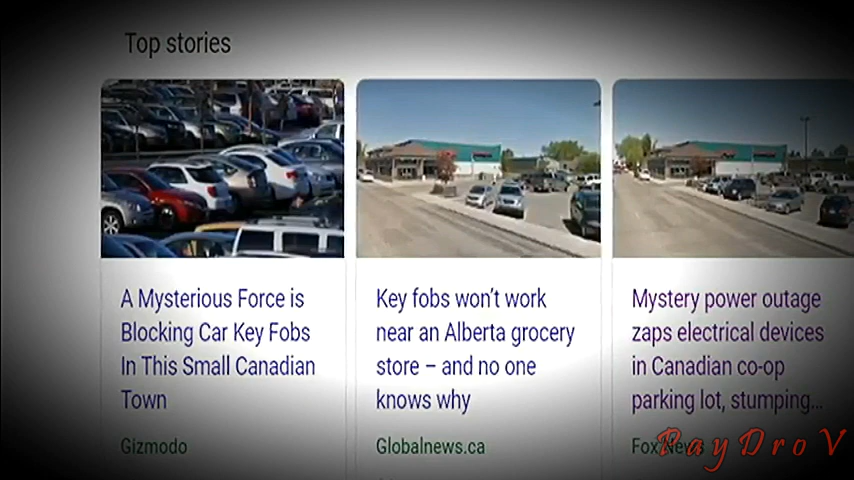 Top stories
A Mysterious Force is
Blocking Car Key Fobs
In This Small Canadian
Town
Gizmodo
Key fobs won't work
near an Alberta grocery
store – and no one
knows why
Globalnews.ca
Mystery power outage
zaps electrical devices
in Canadian co-op
parking lot, stumping...
Fox News
RayDroV